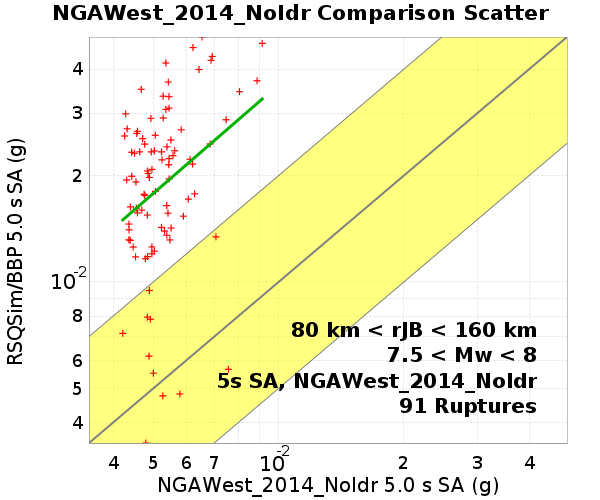 NGAWest_2014_NoIdr Comparison Scatter
RSQSim/BBP 5.0 s SA (g)
4
3
2
10-2
8
6
5
4
80 km < rJB < 160 km
7.5 < Mw < 8
5s SA, NGAWest_2014_NoIdr
91 Ruptures
4 5 6 7 10-2 2 3 4
NGAWest_2014_NoIdr 5.0 s SA (g)